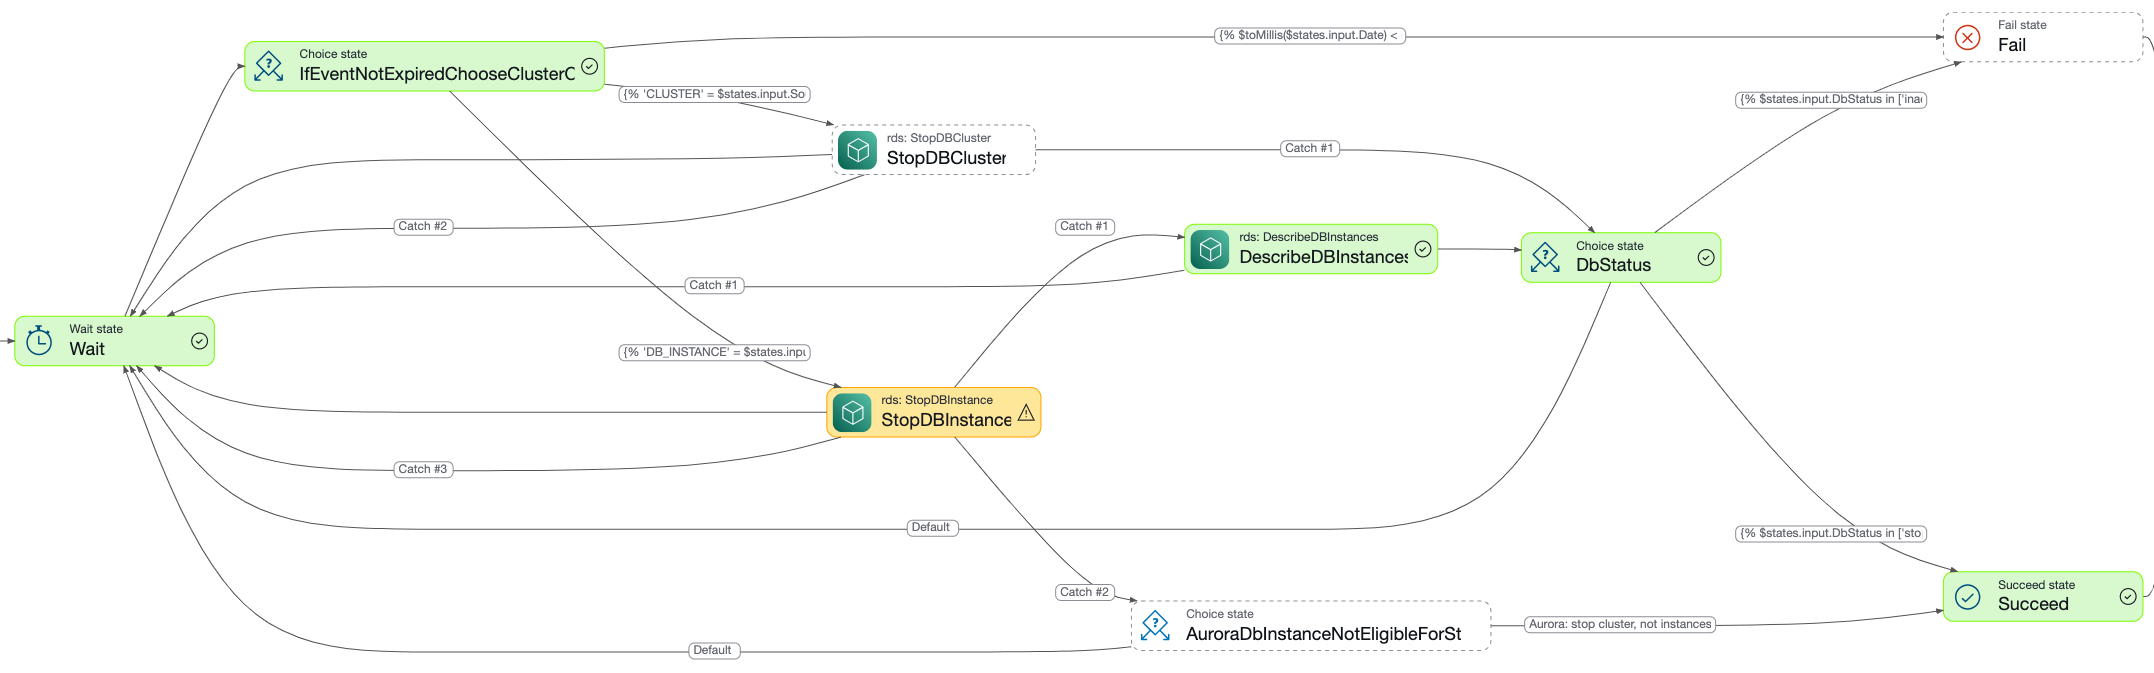 Choice state
IfEventNotExpiredChooseClusterC
{% $toMillis($states.input.Date) <
Fail state
Fail
{% 'CLUSTER' = $states.input.So
{% $states.input.DbStatus in ['ina
rds: StopDBCluster
StopDBCluster
Catch #1
Catch #2
Catch #1
rds: DescribeDBInstances
DescribeDBInstances
Choice state
DbStatus
Catch #1
Wait state
Wait
{% 'DB_INSTANCE' = $states.inpu
rds: StopDBInstance
StopDBInstance
Catch #3
Default
{% $states.input.DbStatus in ['sto
Catch #2
Choice state
AuroraDbInstanceNotEligibleForSt
Aurora: stop cluster, not instances
Succeed state
Succeed
Default